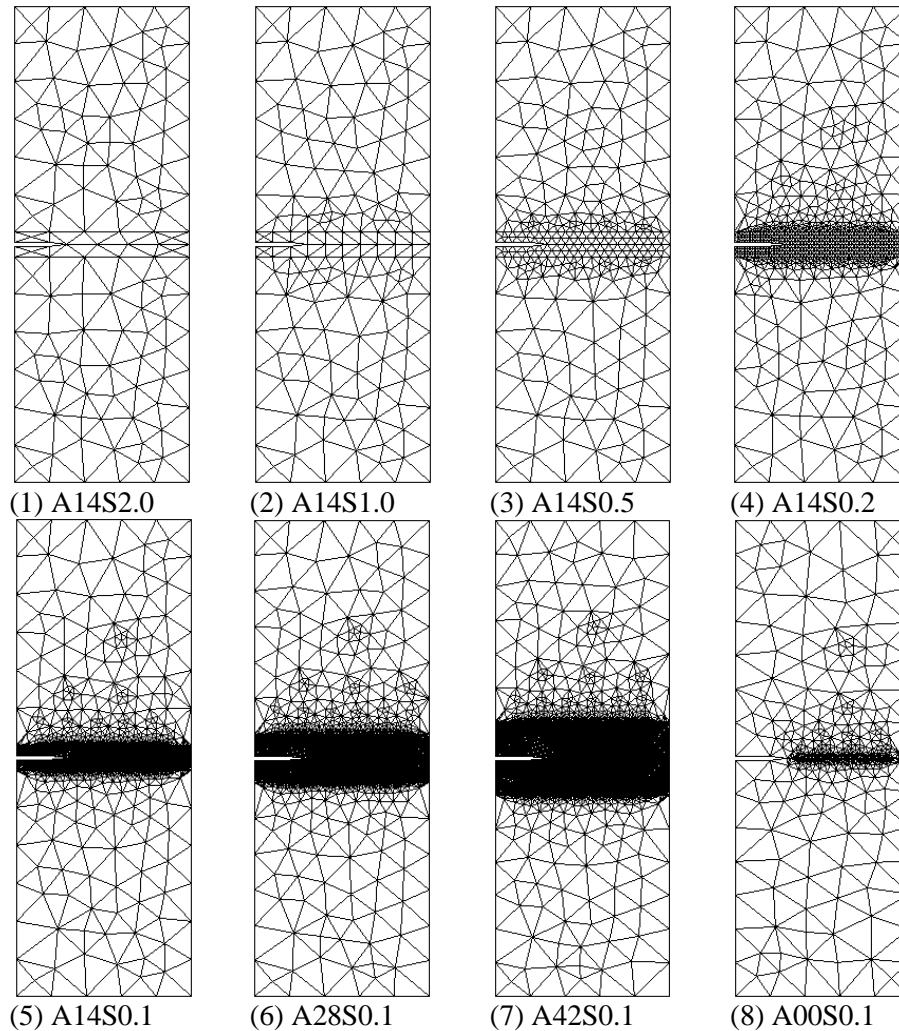 (1) A14S2.0
(2) A14S1.0
(3) A14S0.5
(4) A14S0.2
(5) A14S0.1
(6) A28S0.1
(7) A42S0.1
(8) A00S0.1